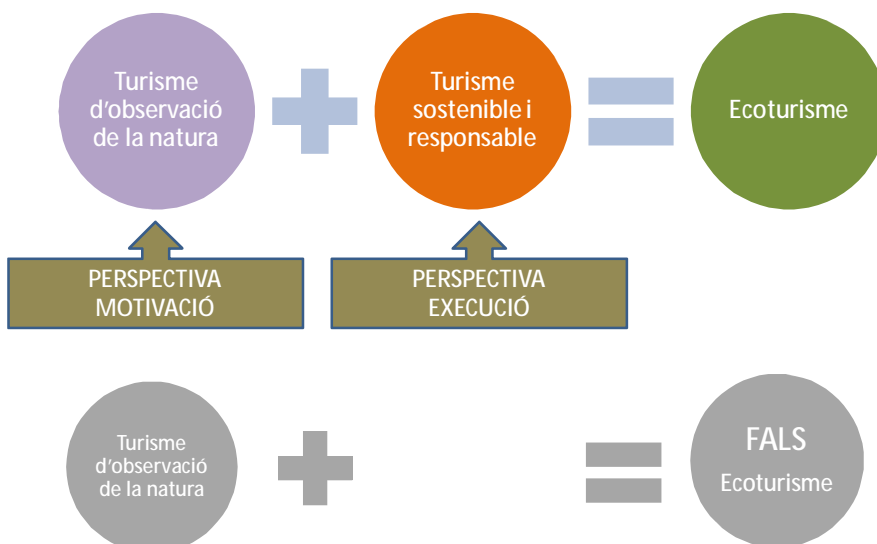 Turisme
d'observació
de la natura
Turisme
sostenible i
responsable
Ecoturisme
PERSPECTIVA
MOTIVACIÓ
PERSPECTIVA
EXECUCIÓ
Turisme
d'observació
de la natura
FALS
Ecoturisme